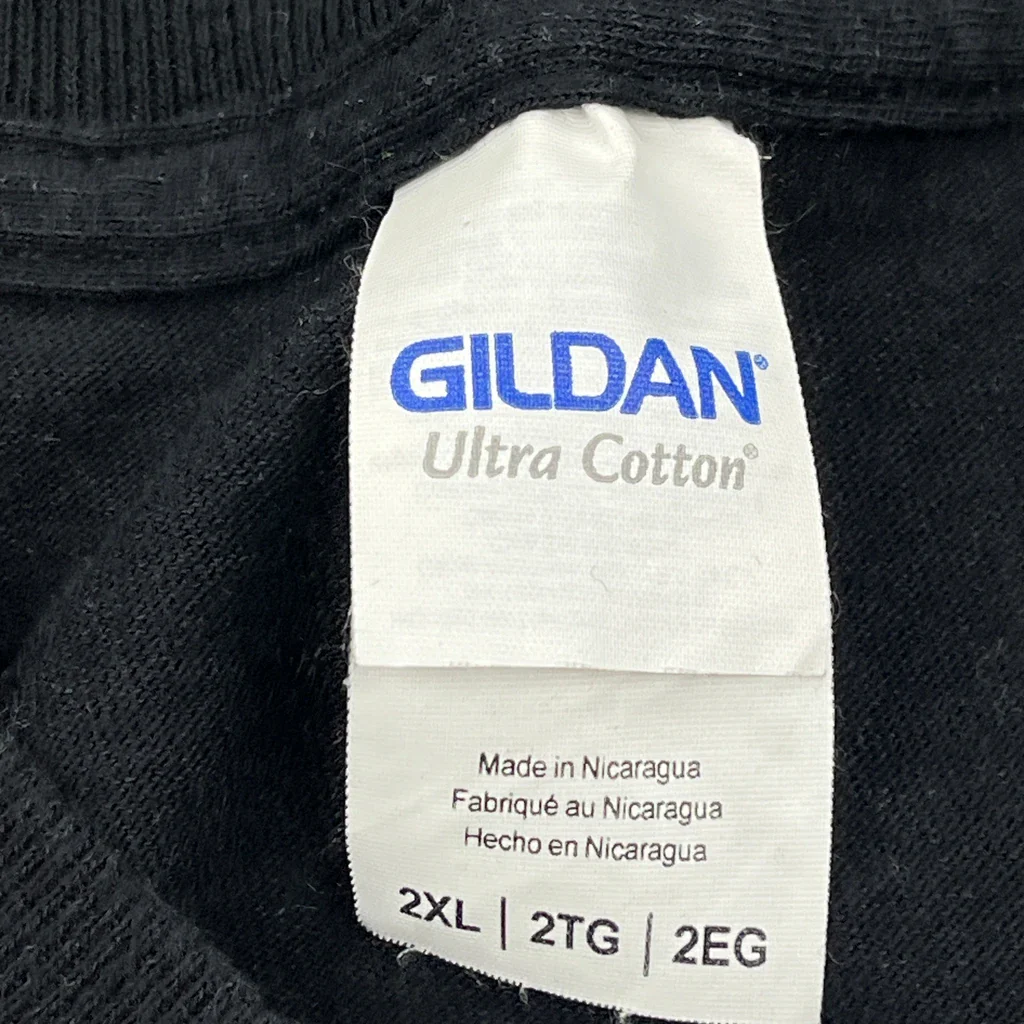 GILDAN®
Ultra Cotton®
Made in Nicaragua
Fabriqué au Nicaragua
Hecho en Nicaragua
2XL | 2TG | 2EG